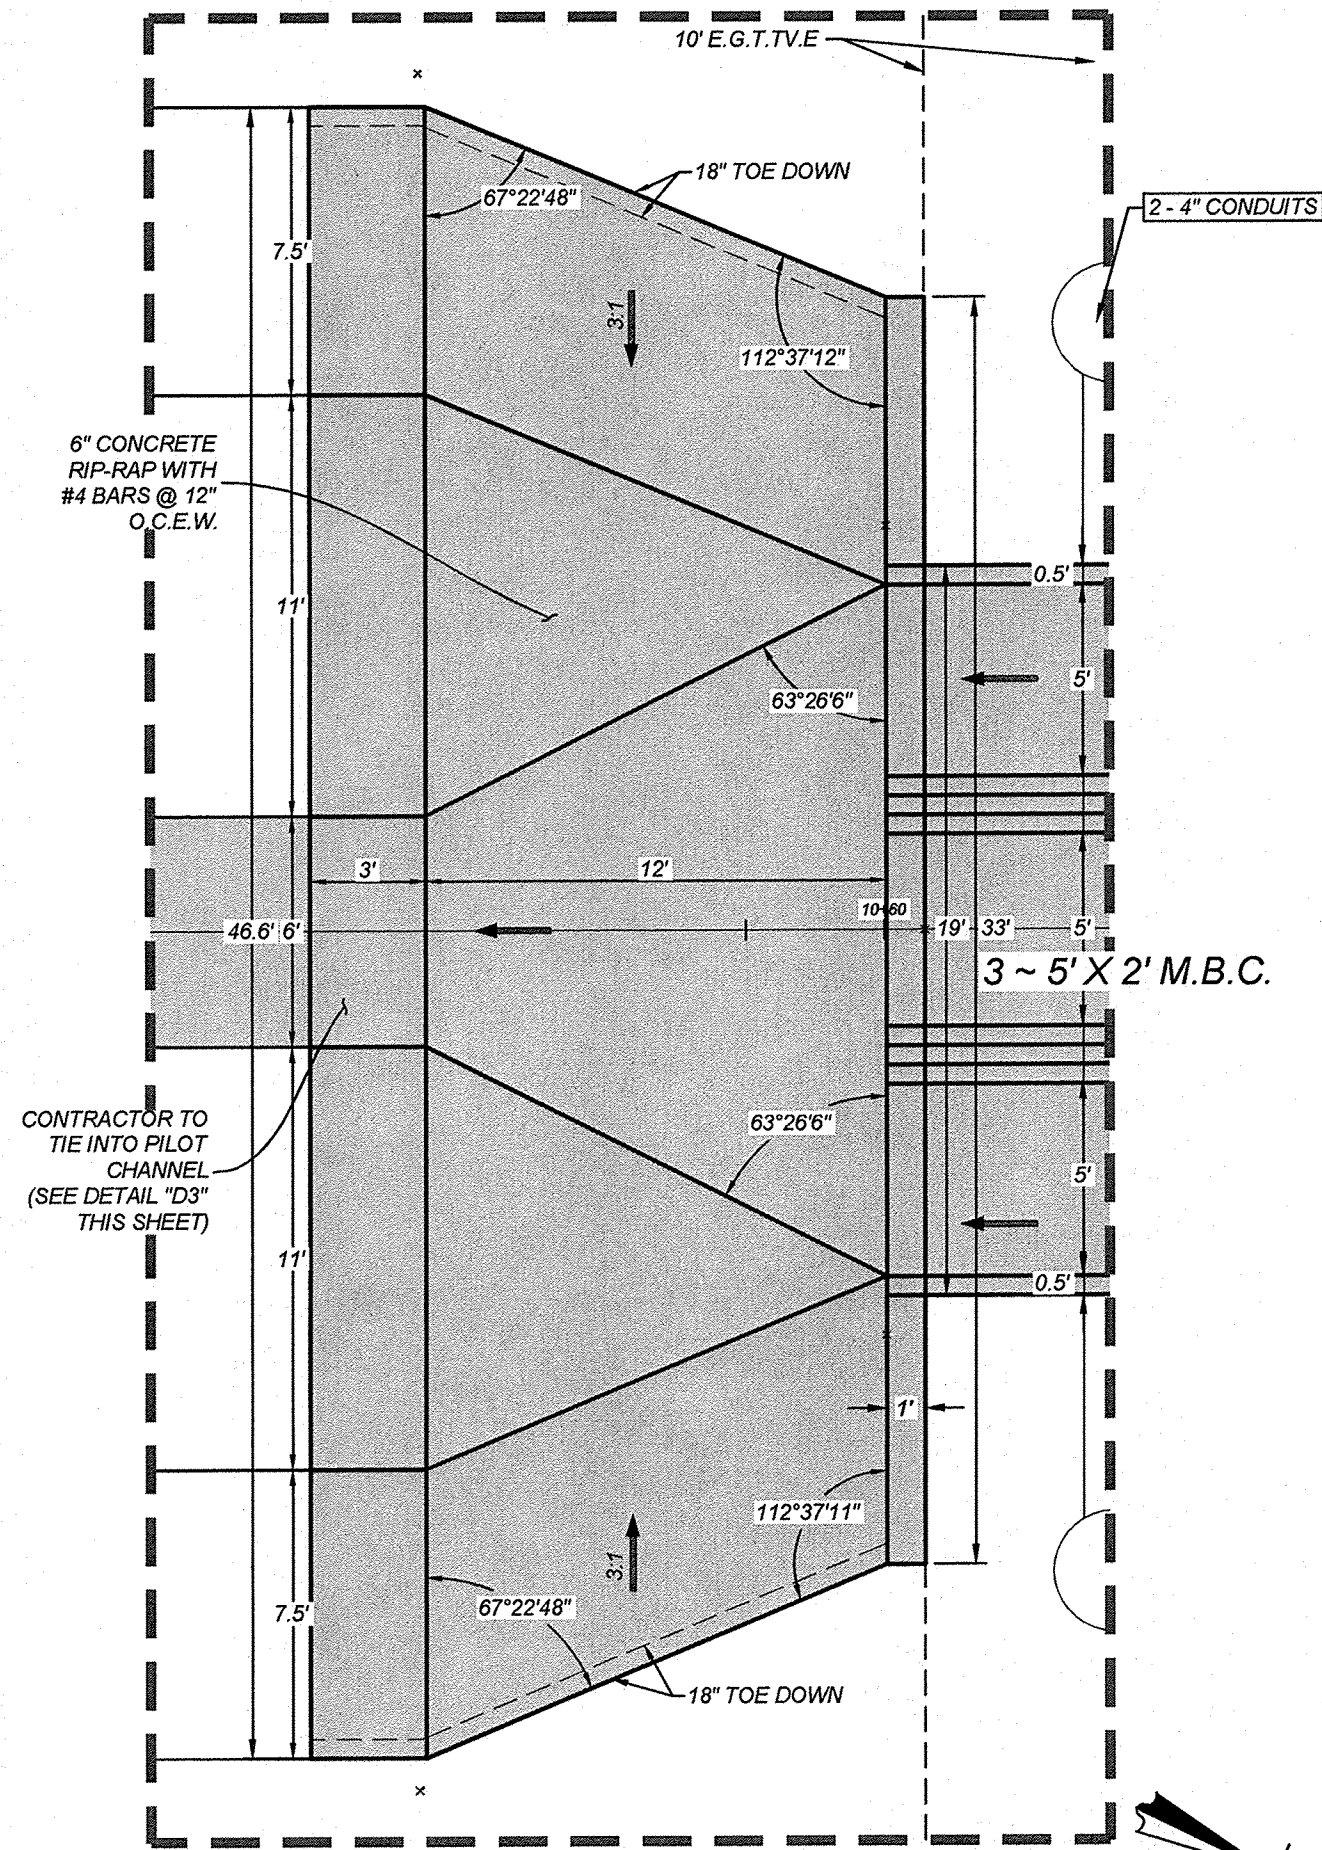 10' E.G.T.TV.E
18" TOE DOWN
67°22'48"
2 - 4" CONDUITS
7.5'
3:1
112°37'12"
6" CONCRETE
RIP-RAP WITH
#4 BARS @ 12"
O.C.E.W.
0.5'
11'
5'
63°26'6"
3'
12'
10+60
46.6'
6'
19'
33'
5'
3 ~ 5' X 2' M.B.C.
CONTRACTOR TO
TIE INTO PILOT
CHANNEL
(SEE DETAIL "D3"
THIS SHEET)
63°26'6"
5'
11'
0.5'
1'
112°37'11"
3:1
67°22'48"
7.5'
18" TOE DOWN